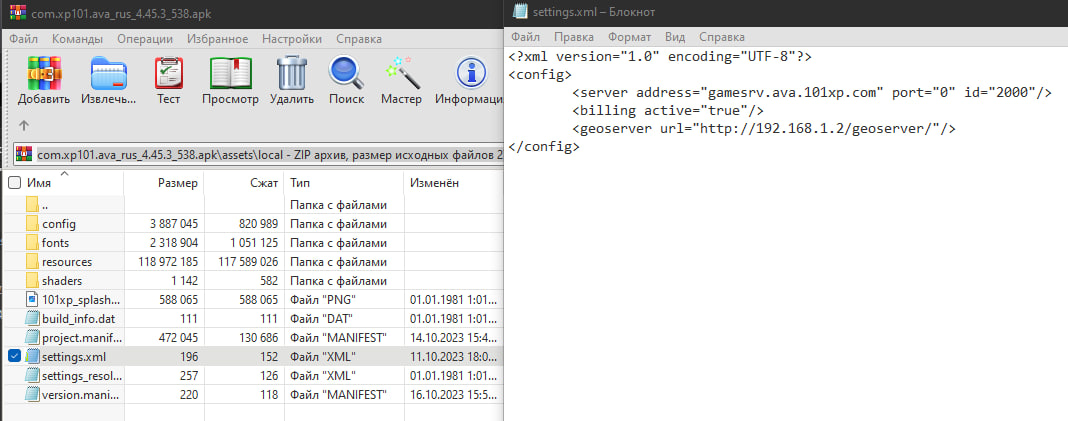 com.xp101.ava_rus_4.45.3_538.apk
Файл Команды Операции Избранное Настройки Справка
Добавить Извлечь... Тест Просмотр Удалить Поиск Мастер Информаци
com.xp101.ava_rus_4.45.3_538.apk\assets\local - ZIP архив, размер исходных файлов 2
Имя Размер Сжат Тип Изменён
.. Папка с файлами
config 3 887 045 820 989 Папка с файлами
fonts 2 318 904 1 051 125 Папка с файлами
resources 118 972 185 117 589 026 Папка с файлами
shaders 1 142 582 Папка с файлами
101xp_splash... 588 065 588 065 Файл "PNG" 01.01.1981 1:01...
build_info.dat 111 111 Файл "DAT" 01.01.1981 1:01...
project.manif... 472 045 130 686 Файл "MANIFEST" 14.10.2023 15:4...
settings.xml 196 152 Файл "XML" 11.10.2023 18:0...
settings_resol... 257 126 Файл "XML" 01.01.1981 1:01...
version.mani... 220 118 Файл "MANIFEST" 16.10.2023 15:5...
settings.xml – Блокнот
Файл Правка Формат Вид Справка
<?xml version="1.0" encoding="UTF-8"?>
<config>
<server address="gamesrv.ava.101xp.com" port="0" id="2000"/>
<billing active="true"/>
<geoserver url="http://192.168.1.2/geoserver/"/>
</config>